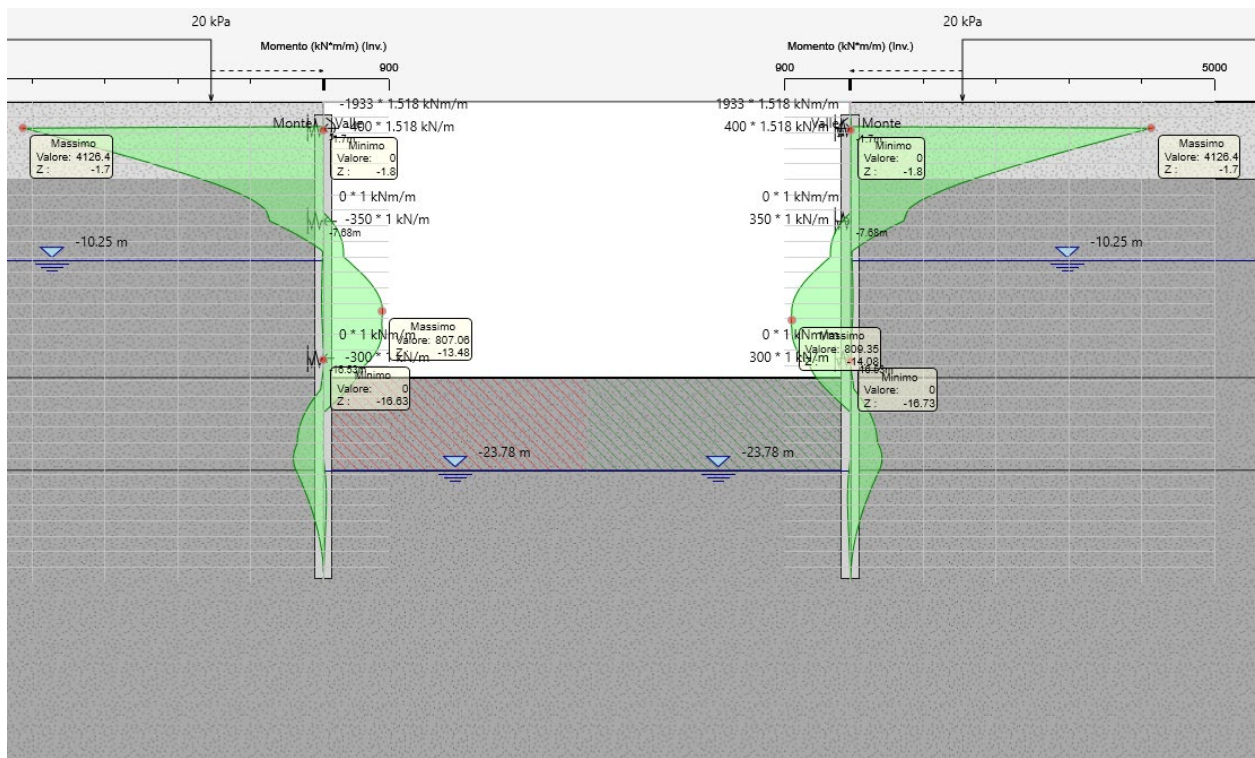 20 kPa
20 kPa
Momento (kN*m/m) (Inv.)
Momento (kN*m/m) (Inv.)
900
900
5000
-1933 * 1.518 kNm/m
1933 * 1.518 kNm/m
Monte
Valle
-400 * 1.518 kN/m
400 * 1.518 kN/m
Valle
Monte
-1.7m
-1.7m
Massimo
Valore: 4126.4
Z : -1.7
Minimo
Valore: 0
Z : -1.8
Minimo
Valore: 0
Z : -1.8
Massimo
Valore: 4126.4
Z : -1.7
0 * 1 kNm/m
0 * 1 kNm/m
-350 * 1 kN/m
350 * 1 kN/m
-7.68m
-7.68m
-10.25 m
-10.25 m
Massimo
Valore: 807.06
Z : -13.48
0 * 1 kNm/m
0 * 1 kNm/m
Massimo
Valore: 809.35
Z : -14.08
-300 * 1 kN/m
300 * 1 kN/m
Minimo
Valore: 0
Z : -16.63
Minimo
Valore: 0
Z : -16.73
-23.78 m
-23.78 m